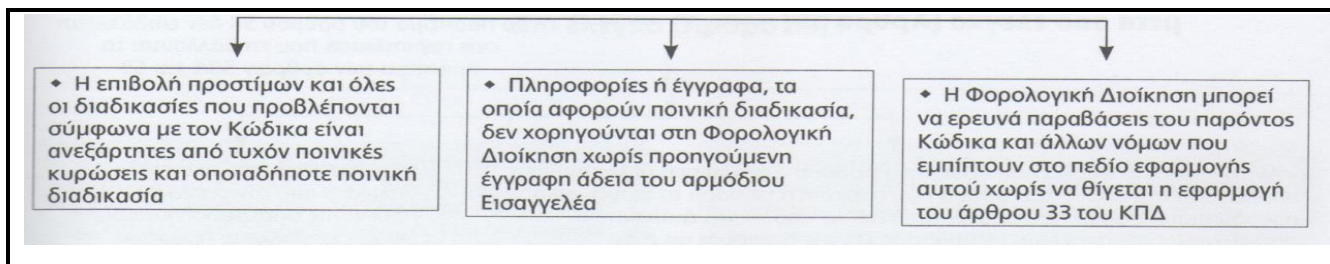 ◆ Η επιβολή προστίμων και όλες
οι διαδικασίες που προβλέπονται
σύμφωνα με τον Κώδικα είναι
ανεξάρτητες από τυχόν ποινικές
κυρώσεις και οποιαδήποτε ποινική
διαδικασία
◆ Πληροφορίες ή έγγραφα, τα
οποία αφορούν ποινική διαδικασία,
δεν χορηγούνται στη Φορολογική
Διοίκηση χωρίς προηγούμενη
έγγραφη άδεια του αρμόδιου
Εισαγγελέα
◆ Η Φορολογική Διοίκηση μπορεί
να ερευνά παραβάσεις του παρόντος
Κώδικα και άλλων νόμων που
εμπίπτουν στο πεδίο εφαρμογής
αυτού χωρίς να θίγεται η εφαρμογή
του άρθρου 33 του ΚΠΔ